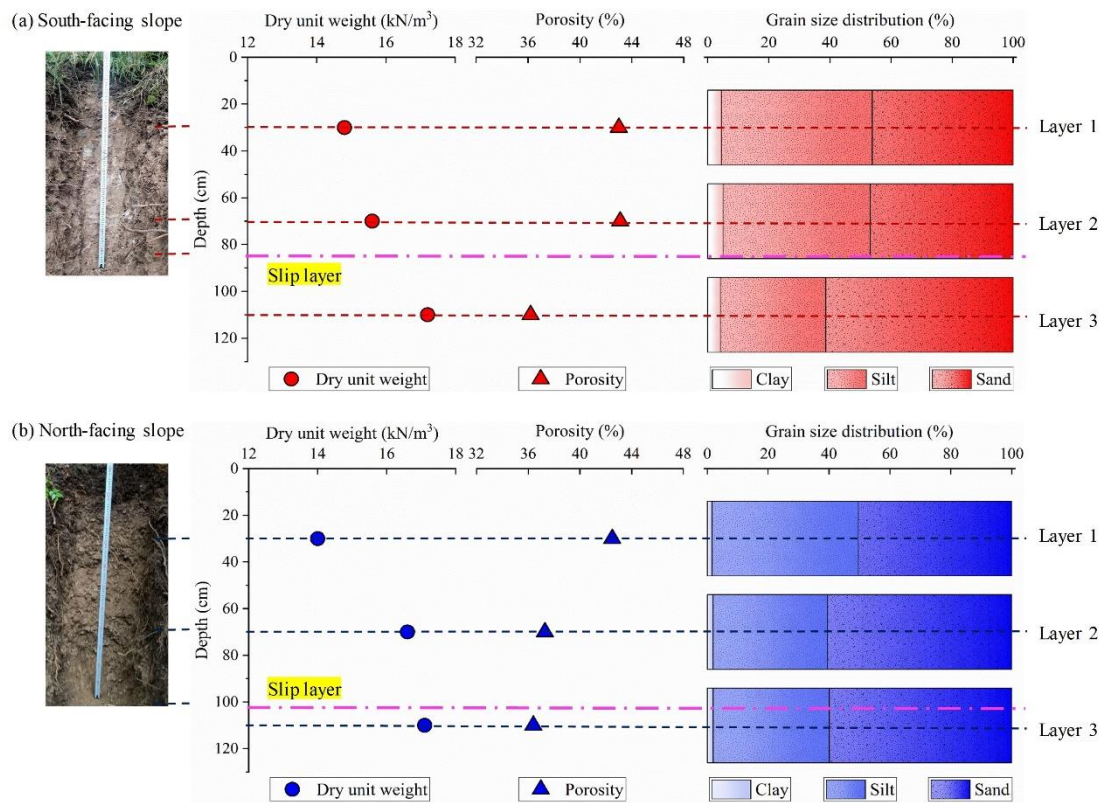 (a) South-facing slope
Dry unit weight (kN/m³) Porosity (%) Grain size distribution (%)
12 14 16 18 32 36 40 44 48 0 20 40 60 80 100
0
20
40
60
80
100
120
Depth (cm)
Layer 1
Layer 2
Slip layer
Layer 3
Dry unit weight Porosity Clay Silt Sand
(b) North-facing slope
Dry unit weight (kN/m³) Porosity (%) Grain size distribution (%)
12 14 16 18 32 36 40 44 48 0 20 40 60 80 100
0
20
40
60
80
100
120
Depth (cm)
Layer 1
Layer 2
Slip layer
Layer 3
Dry unit weight Porosity Clay Silt Sand